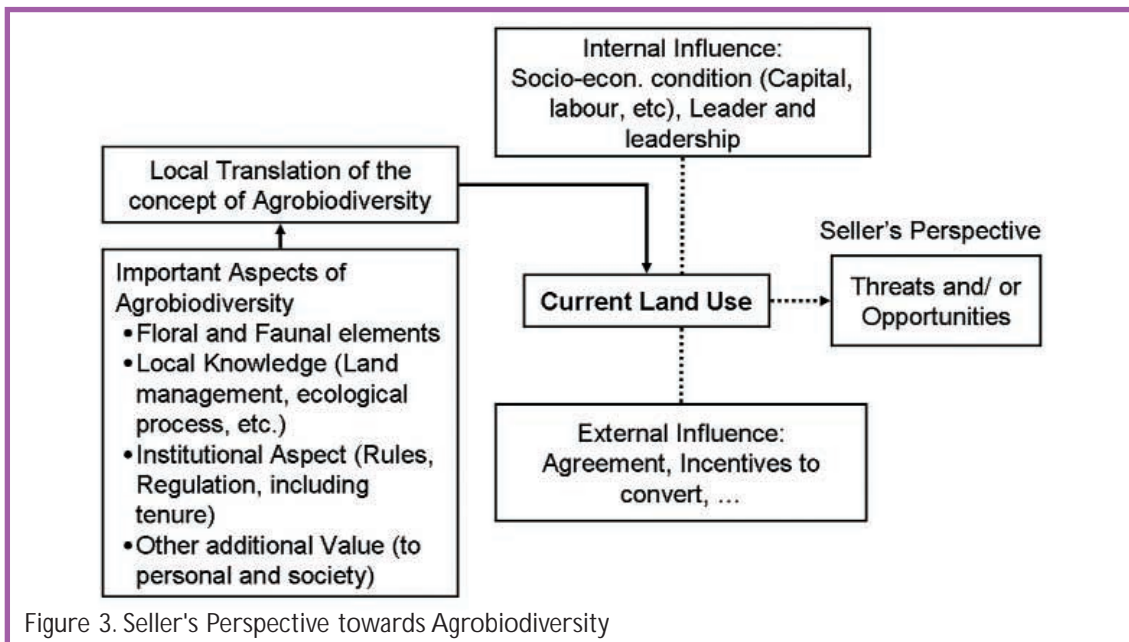 Internal Influence:
Socio-econ. condition (Capital,
labour, etc), Leader and
leadership
Local Translation of the
concept of Agrobiodiversity
Important Aspects of
Agrobiodiversity
•Floral and Faunal elements
•Local Knowledge (Land
management, ecological
process, etc.)
•Institutional Aspect (Rules,
Regulation, including
tenure)
•Other additional Value (to
personal and society)
Current Land Use
Seller's Perspective
Threats and/ or
Opportunities
External Influence:
Agreement, Incentives to
convert, …
Figure 3. Seller's Perspective towards Agrobiodiversity